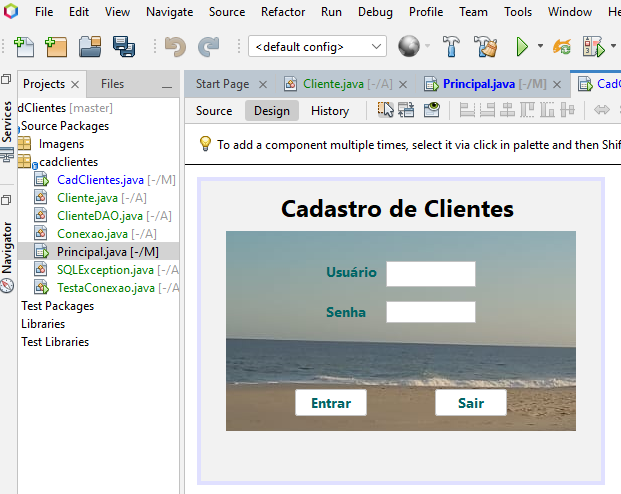 File Edit View Navigate Source Refactor Run Debug Profile Team Tools Window He
<default config>
Projects Files
Start Page Cliente.java [-/A] Principal.java [-/M] CadC
Source Design History
To add a component multiple times, select it via click in palette and then Shif
Services
Navigator
dClientes [master]
Source Packages
Imagens
cadclientes
CadClientes.java [-/M]
Cliente.java [-/A]
ClienteDAO.java [-/A]
Conexao.java [-/A]
Principal.java [-/M]
SQLException.java [-/A
TestaConexao.java [-/A
Test Packages
Libraries
Test Libraries
Cadastro de Clientes
Usuário
Senha
Entrar Sair